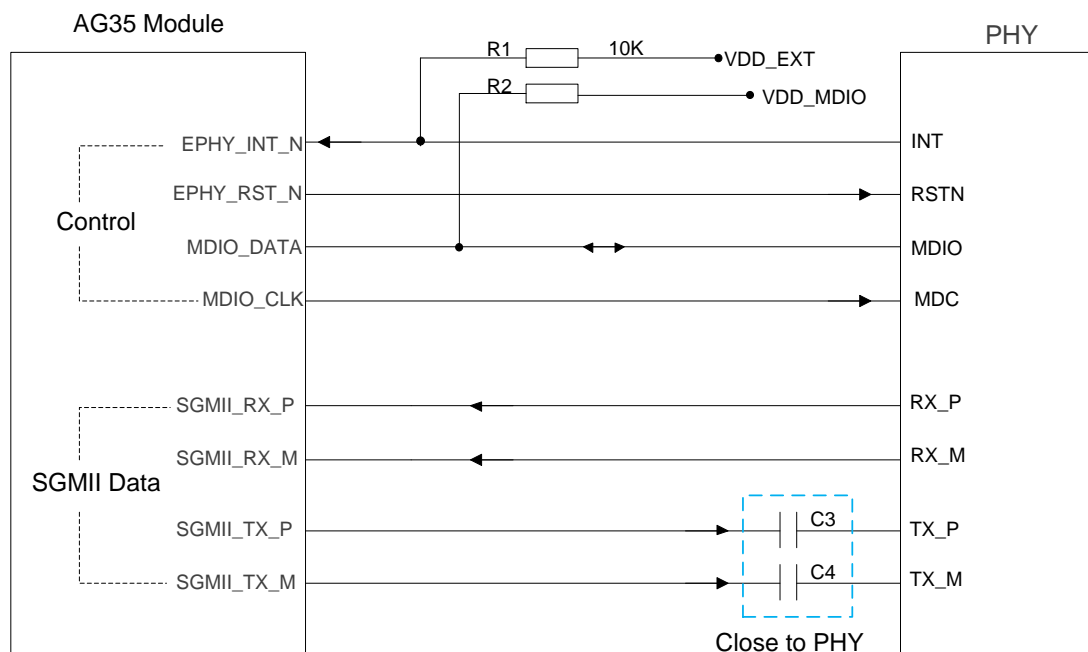 AG35 Module
PHY
R1 10K VDD_EXT
R2 VDD_MDIO
EPHY_INT_N INT
EPHY_RST_N RSTN
Control
MDIO_DATA MDIO
MDIO_CLK MDC
SGMII_RX_P RX_P
SGMII_RX_M RX_M
SGMII Data
SGMII_TX_P C3 TX_P
SGMII_TX_M C4 TX_M
Close to PHY